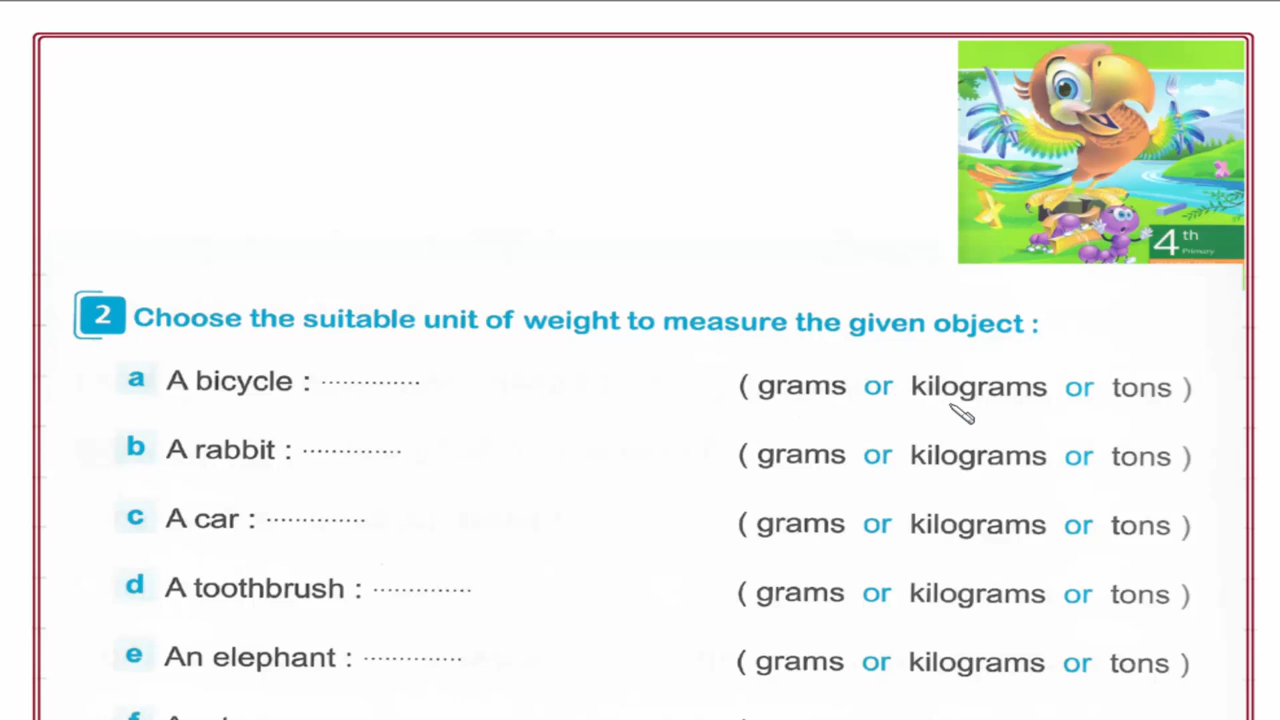 4th
Primary
2 Choose the suitable unit of weight to measure the given object :
a A bicycle : .............. ( grams or kilograms or tons )
b A rabbit : .............. ( grams or kilograms or tons )
c A car : .............. ( grams or kilograms or tons )
d A toothbrush : .............. ( grams or kilograms or tons )
e An elephant : .............. ( grams or kilograms or tons )